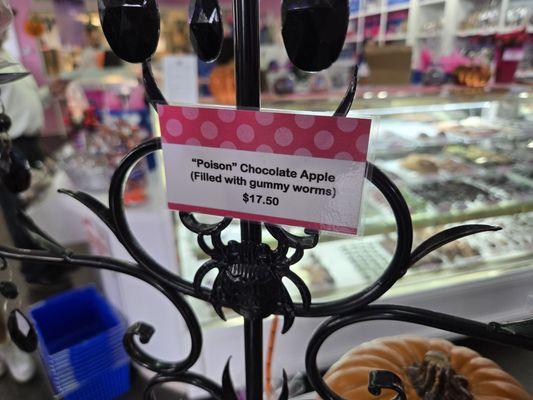 "Poison" Chocolate Apple
(Filled with gummy worms)
$17.50